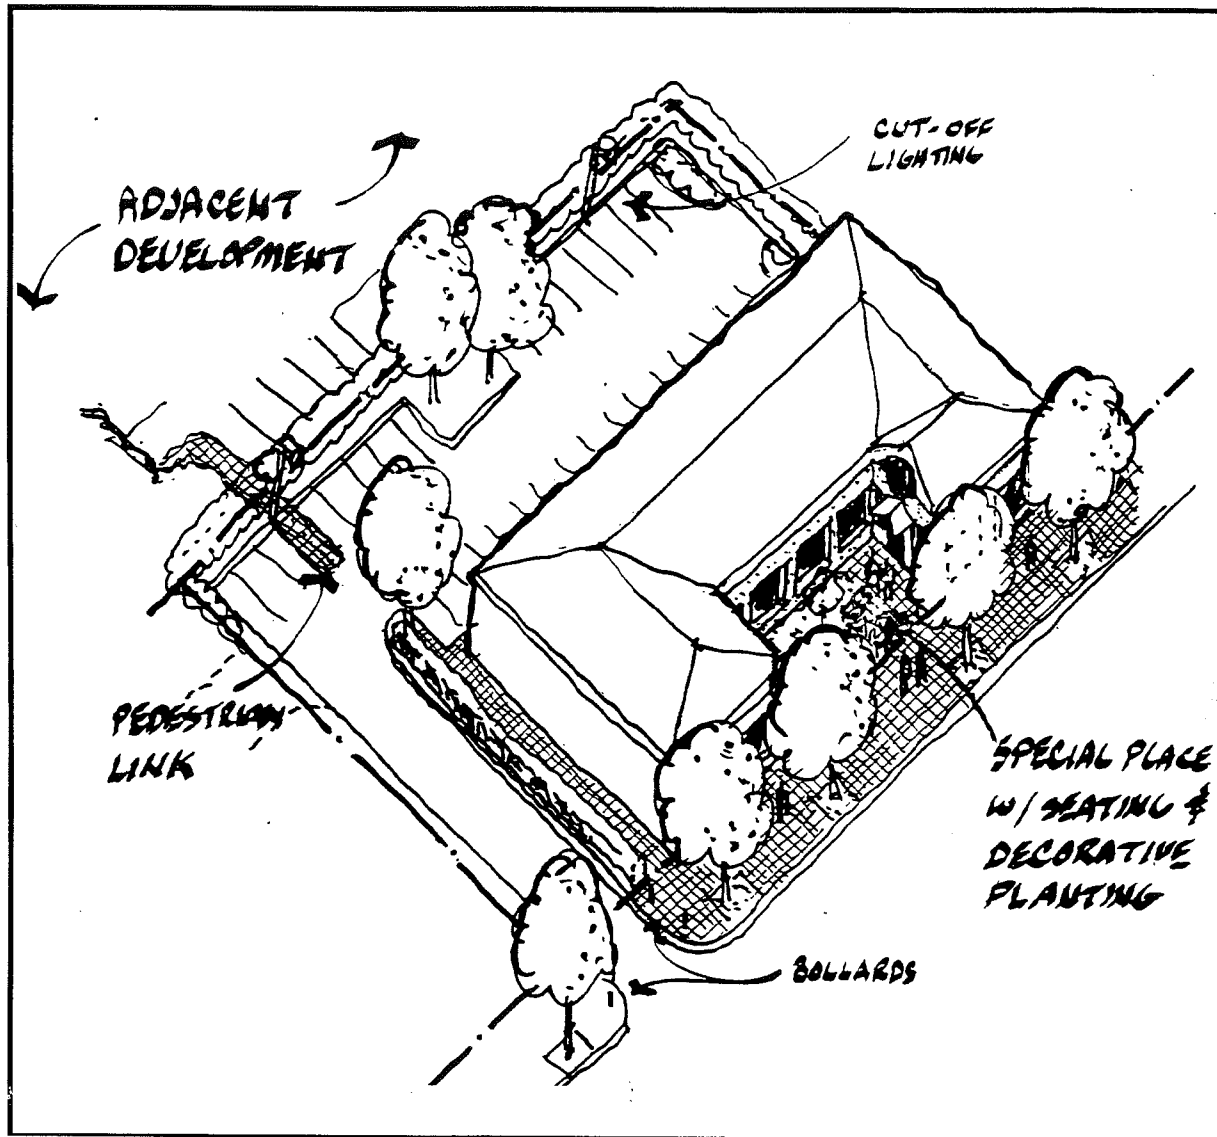 CUT-OFF
LIGHTING
ADJACENT
DEVELOPMENT
PEDESTRIAN
LINK
SPECIAL PLACE
W/ SEATING &
DECORATIVE
PLANTING
BOLLARDS